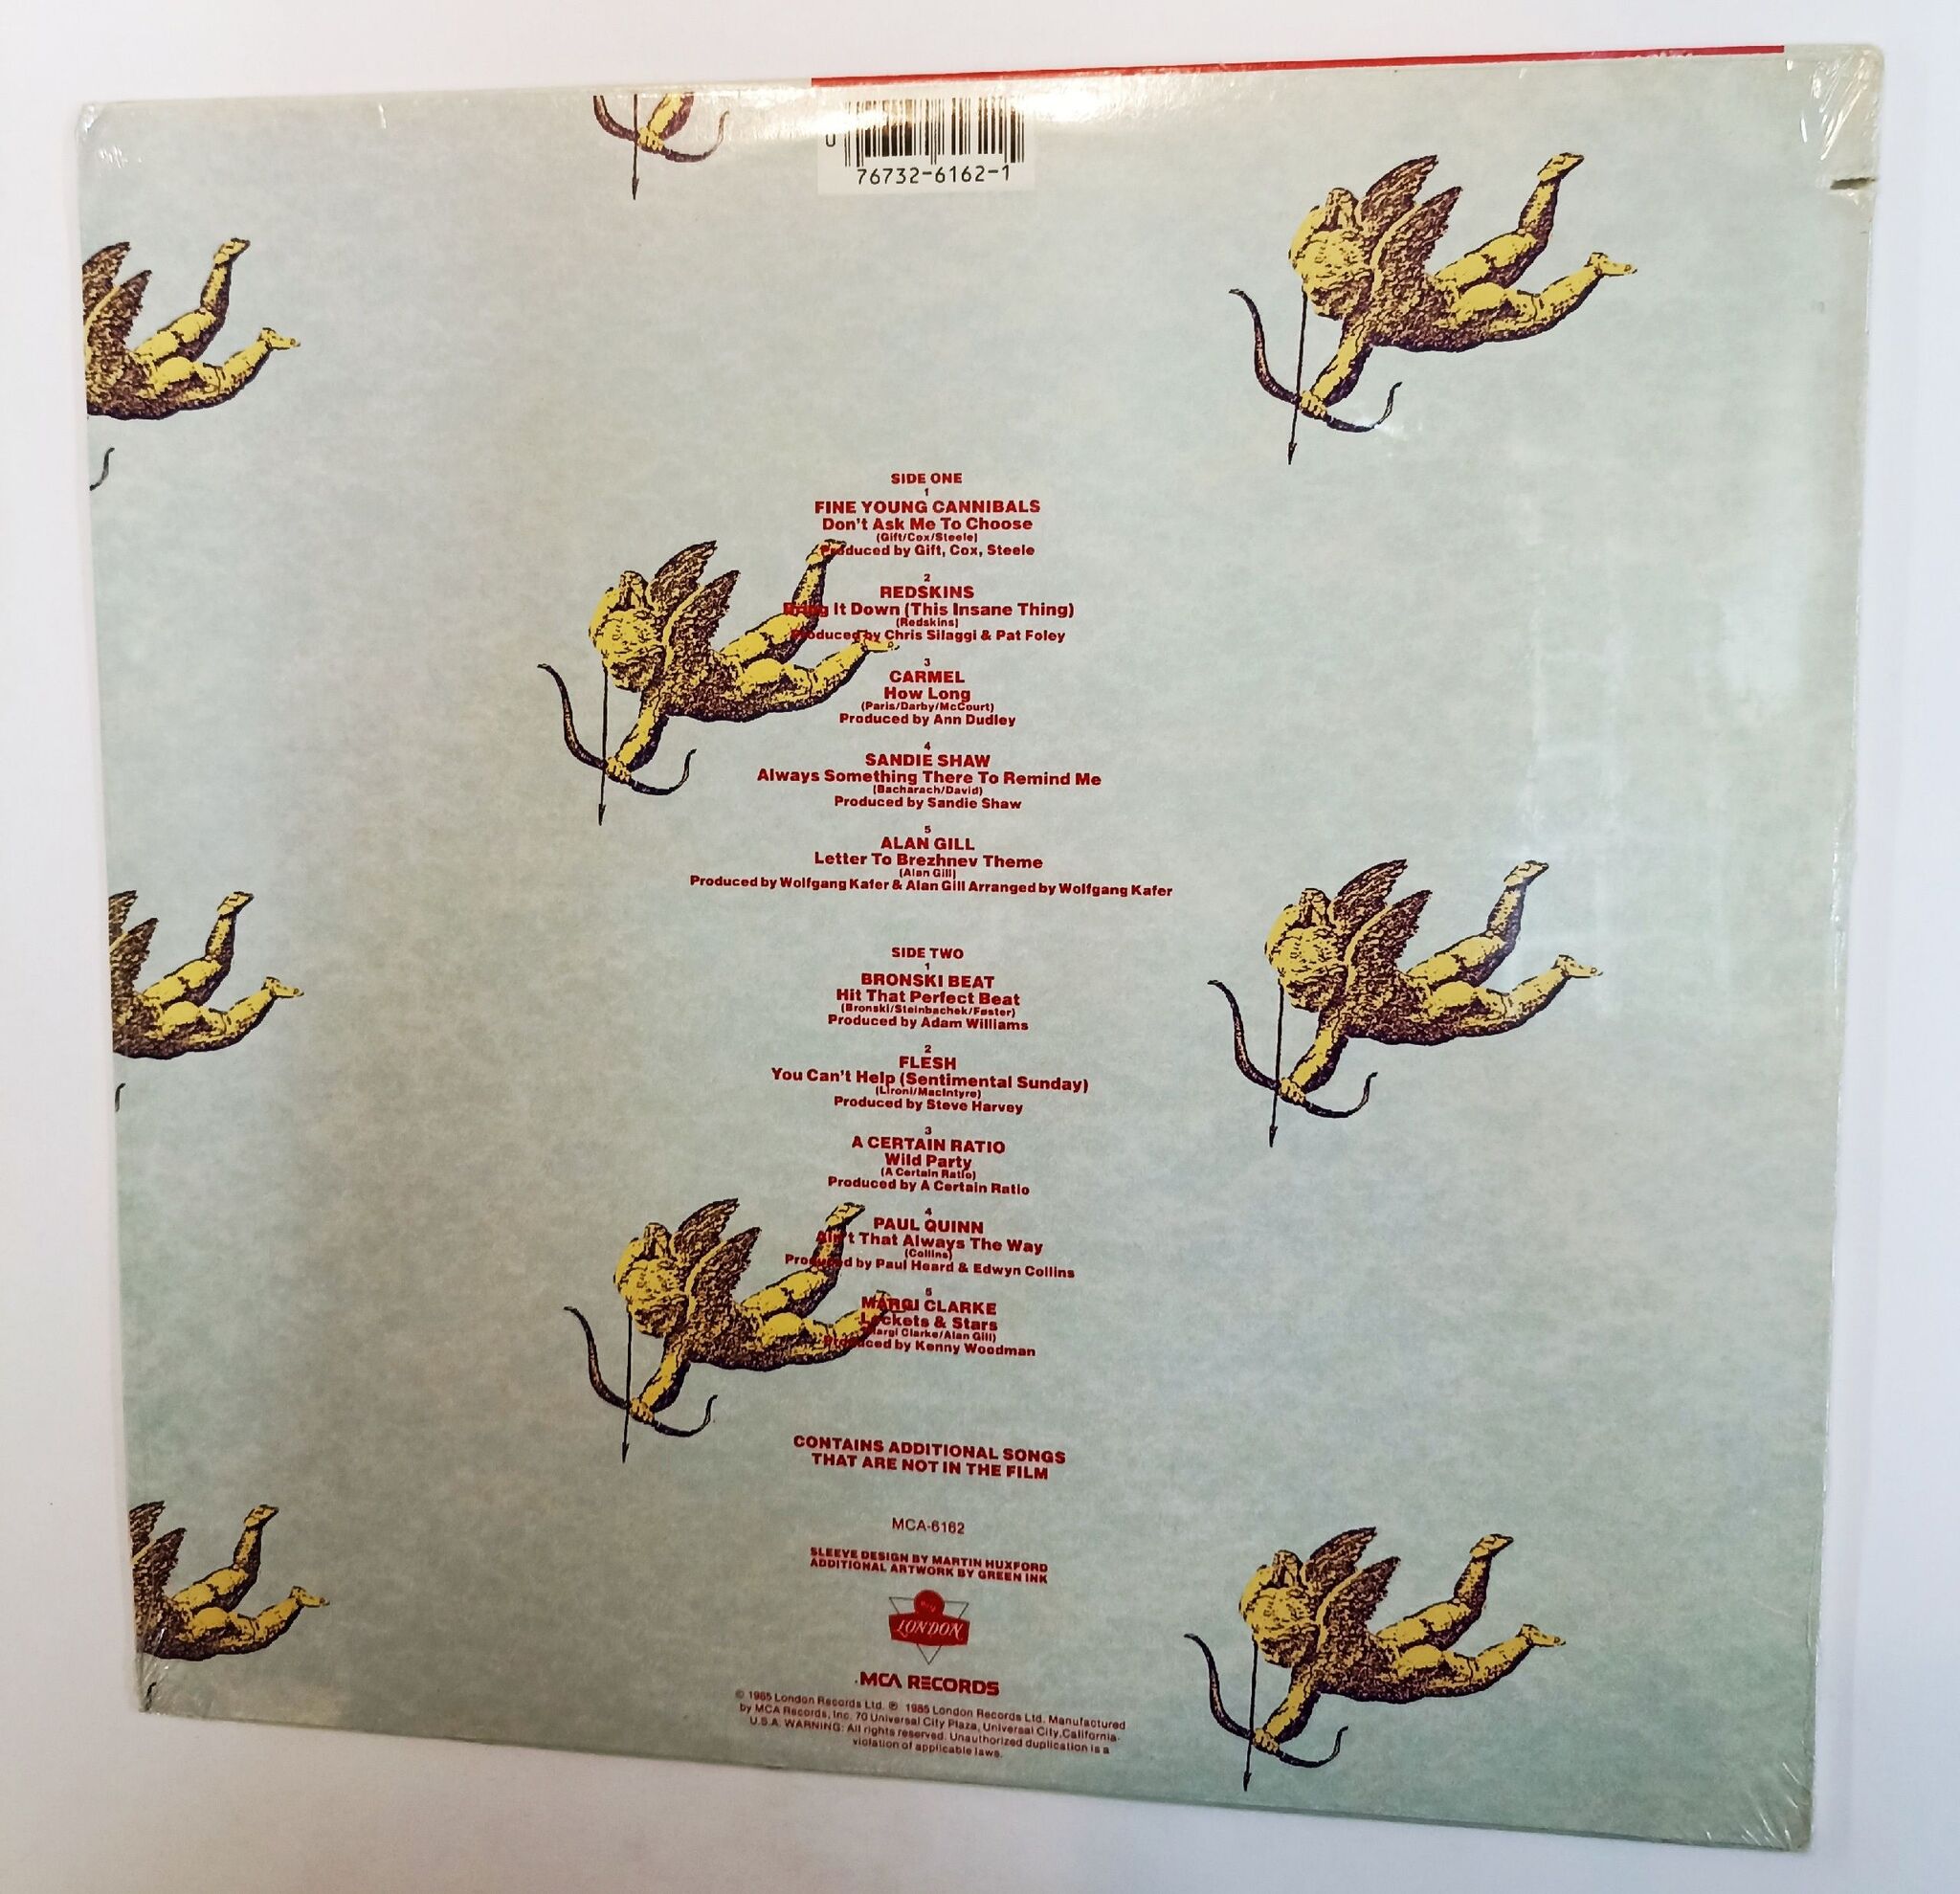 U
76732-6162-1
SIDE ONE
1
FINE YOUNG CANNIBALS
Don't Ask Me To Choose
(Gift/Cox/Steele)
Produced by Gift, Cox, Steele
2
REDSKINS
Bring It Down (This Insane Thing)
(Redskins)
Produced by Chris Silaggi & Pat Foley
3
CARMEL
How Long
(Paris/Darby/McCourt)
Produced by Ann Dudley
4
SANDIE SHAW
Always Something There To Remind Me
(Bacharach/David)
Produced by Sandie Shaw
5
ALAN GILL
Letter To Brezhnev Theme
(Alan Gill)
Produced by Wolfgang Kafer & Alan Gill Arranged by Wolfgang Kafer
SIDE TWO
1
BRONSKI BEAT
Hit That Perfect Beat
(Bronski/Steinbachek/Foster)
Produced by Adam Williams
2
FLESH
You Can't Help (Sentimental Sunday)
(Lironi/MacIntyre)
Produced by Steve Harvey
3
A CERTAIN RATIO
Wild Party
(A Certain Ratio)
Produced by A Certain Ratio
4
PAUL QUINN
Ain't That Always The Way
(Collins)
Produced by Paul Heard & Edwyn Collins
5
MARGI CLARKE
Lockets & Stars
(Margi Clarke/Alan Gill)
Produced by Kenny Woodman
CONTAINS ADDITIONAL SONGS
THAT ARE NOT IN THE FILM
MCA-6162
SLEEVE DESIGN BY MARTIN HUXFORD
ADDITIONAL ARTWORK BY GREEN INK
LONDON
MCA RECORDS
© 1985 London Records Ltd. ℗ 1985 London Records Ltd. Manufactured
by MCA Records, Inc. 70 Universal City Plaza, Universal City, California-
U.S.A. WARNING: All rights reserved. Unauthorized duplication is a
violation of applicable laws.